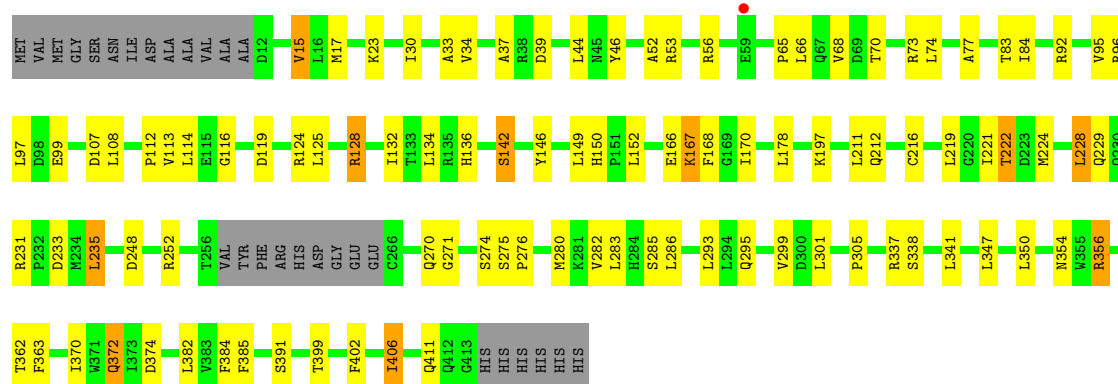 MET VAL MET GLY SER ASN ILE ASP ALA ALA VAL ALA ALA D12 V15 L16 M17 K23 I30 A33 V34 A37 R38 D39 L44 N45 Y46 A52 R53 R56 E59 P65 L66 Q67 V68 D69 T70 R73 L74 A77 T83 I84 R92 V95
L97 D98 E99 D107 L108 P112 V113 L114 E115 G116 D119 R124 L125 R128 I132 T133 L134 R135 H136 S142 Y146 L149 H150 P151 L152 E166 K167 F168 G169 I170 L178 K197 L211 Q212 C216 L219 G220 I221 T222 D223 M224 L228 Q229
R231 P232 D233 M234 L235 D248 R252 T256 VAL TYR PHE ARG HIS ASP GLY GLU GLU C266 Q270 G271 S274 S275 P276 M280 K281 V282 L283 H284 S285 L286 L293 L294 Q295 V299 D300 L301 P305 R337 S338 L341 L347 L350 N354 W355 R356
T362 F363 I370 W371 Q372 I373 D374 L382 V383 F384 F385 S391 T399 F402 I406 Q411 Q412 G413 HIS HIS HIS HIS HIS HIS